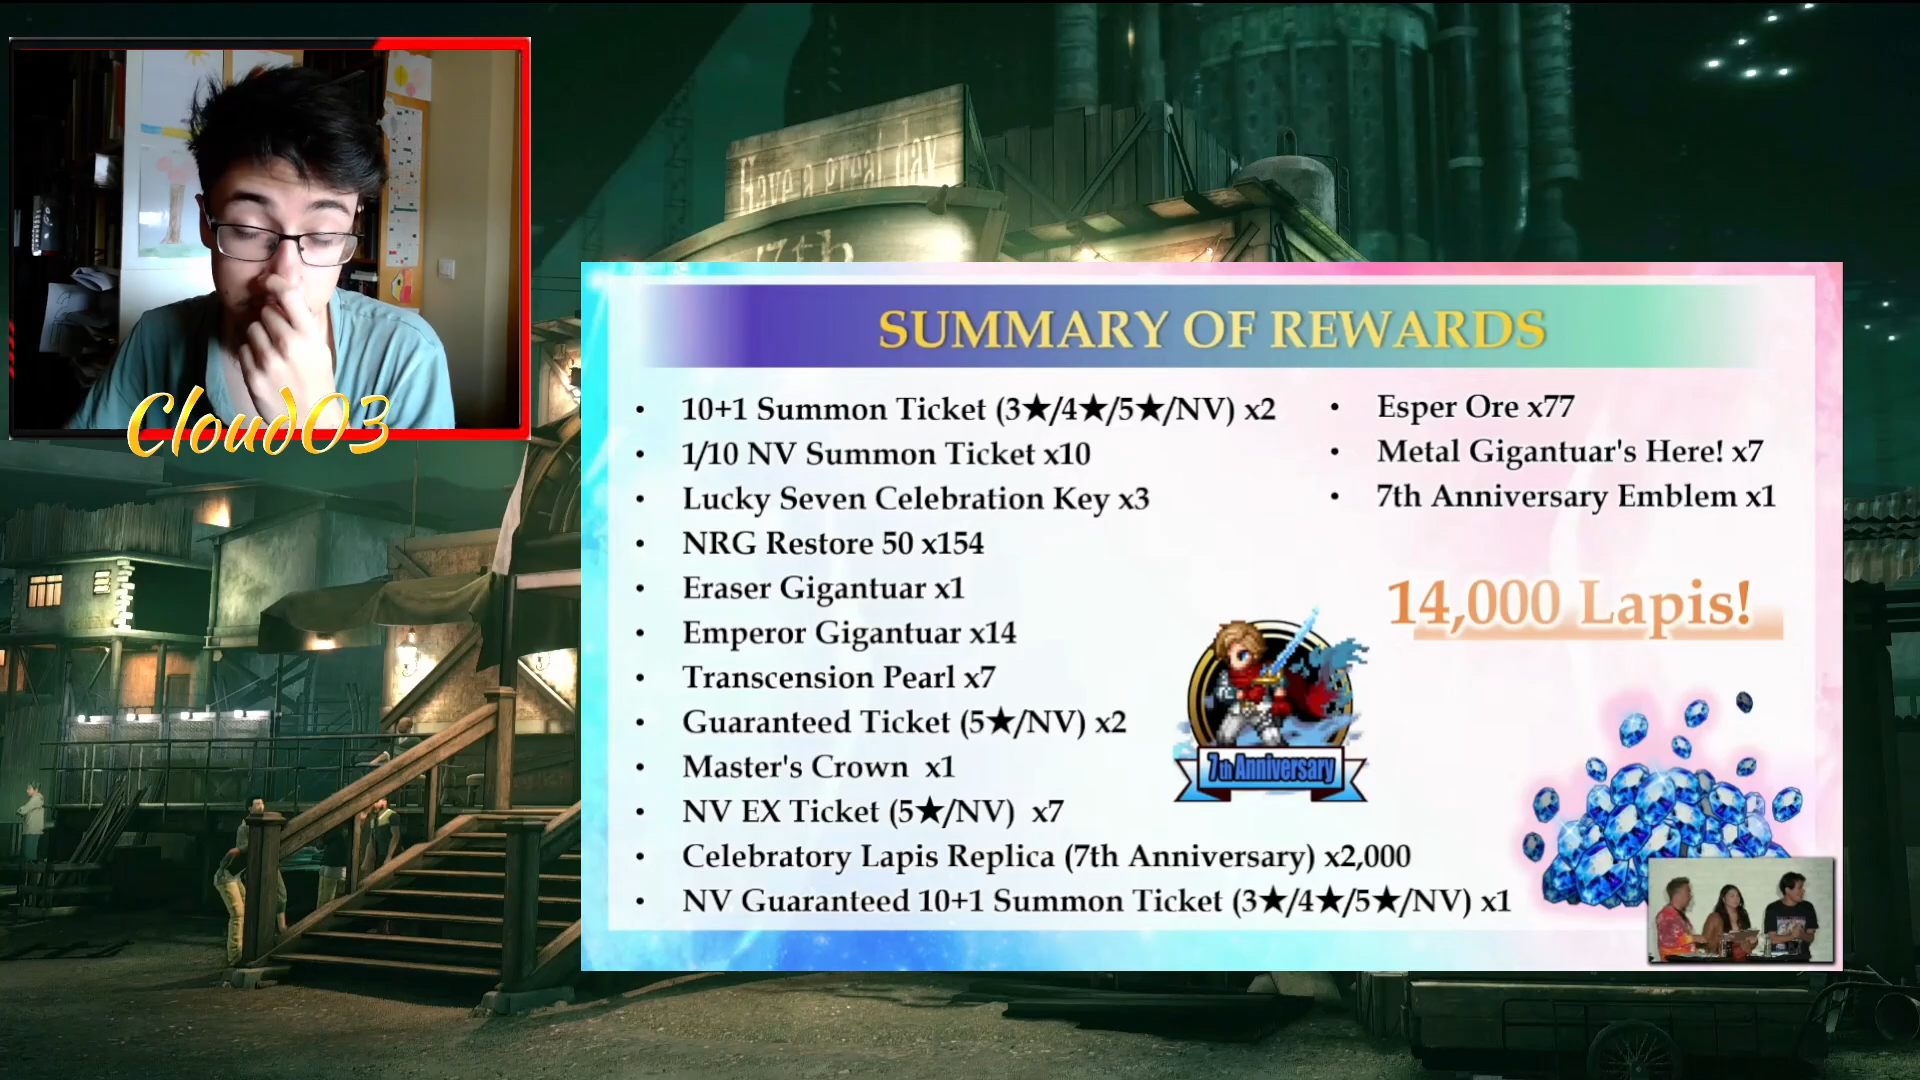 Have a great day
7th
Cloud03
SUMMARY OF REWARDS
• 10+1 Summon Ticket (3★/4★/5★/NV) x2
• 1/10 NV Summon Ticket x10
• Lucky Seven Celebration Key x3
• NRG Restore 50 x154
• Eraser Gigantuar x1
• Emperor Gigantuar x14
• Transcension Pearl x7
• Guaranteed Ticket (5★/NV) x2
• Master's Crown x1
• NV EX Ticket (5★/NV) x7
• Celebratory Lapis Replica (7th Anniversary) x2,000
• NV Guaranteed 10+1 Summon Ticket (3★/4★/5★/NV) x1
• Esper Ore x77
• Metal Gigantuar's Here! x7
• 7th Anniversary Emblem x1
14,000 Lapis!
7th Anniversary